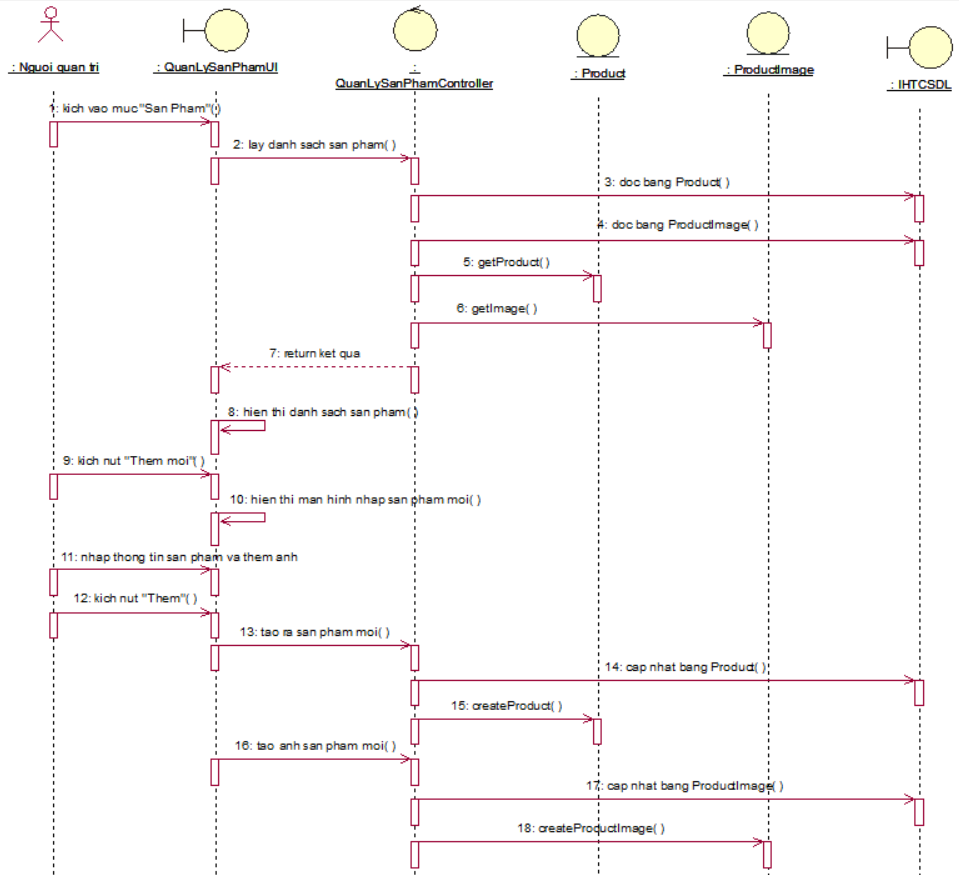 : Nguoi quan tri
: QuanLySanPhamUI
:
QuanLySanPhamController
: Product
: ProductImage
: IHTCSDL
1: kich vao muc "San Pham"( )
2: lay danh sach san pham( )
3: doc bang Product( )
4: doc bang ProductImage( )
5: getProduct( )
6: getImage( )
7: return ket qua
8: hien thi danh sach san pham( )
9: kich nut "Them moi"( )
10: hien thi man hinh nhap san pham moi( )
11: nhap thong tin san pham va them anh
12: kich nut "Them"( )
13: tao ra san pham moi( )
14: cap nhat bang Product( )
15: createProduct( )
16: tao anh san pham moi( )
17: cap nhat bang ProductImage( )
18: createProductImage( )